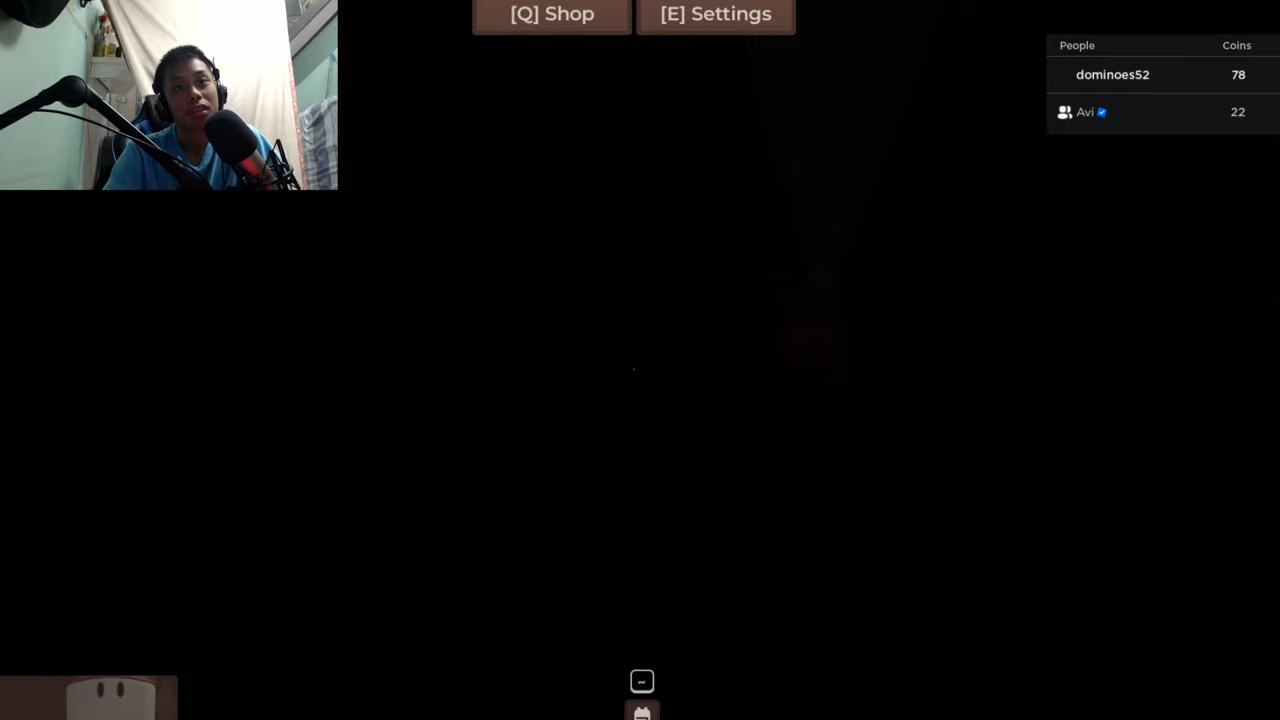 [Q] Shop
[E] Settings
People Coins
dominoes52 78
Avi 22
~